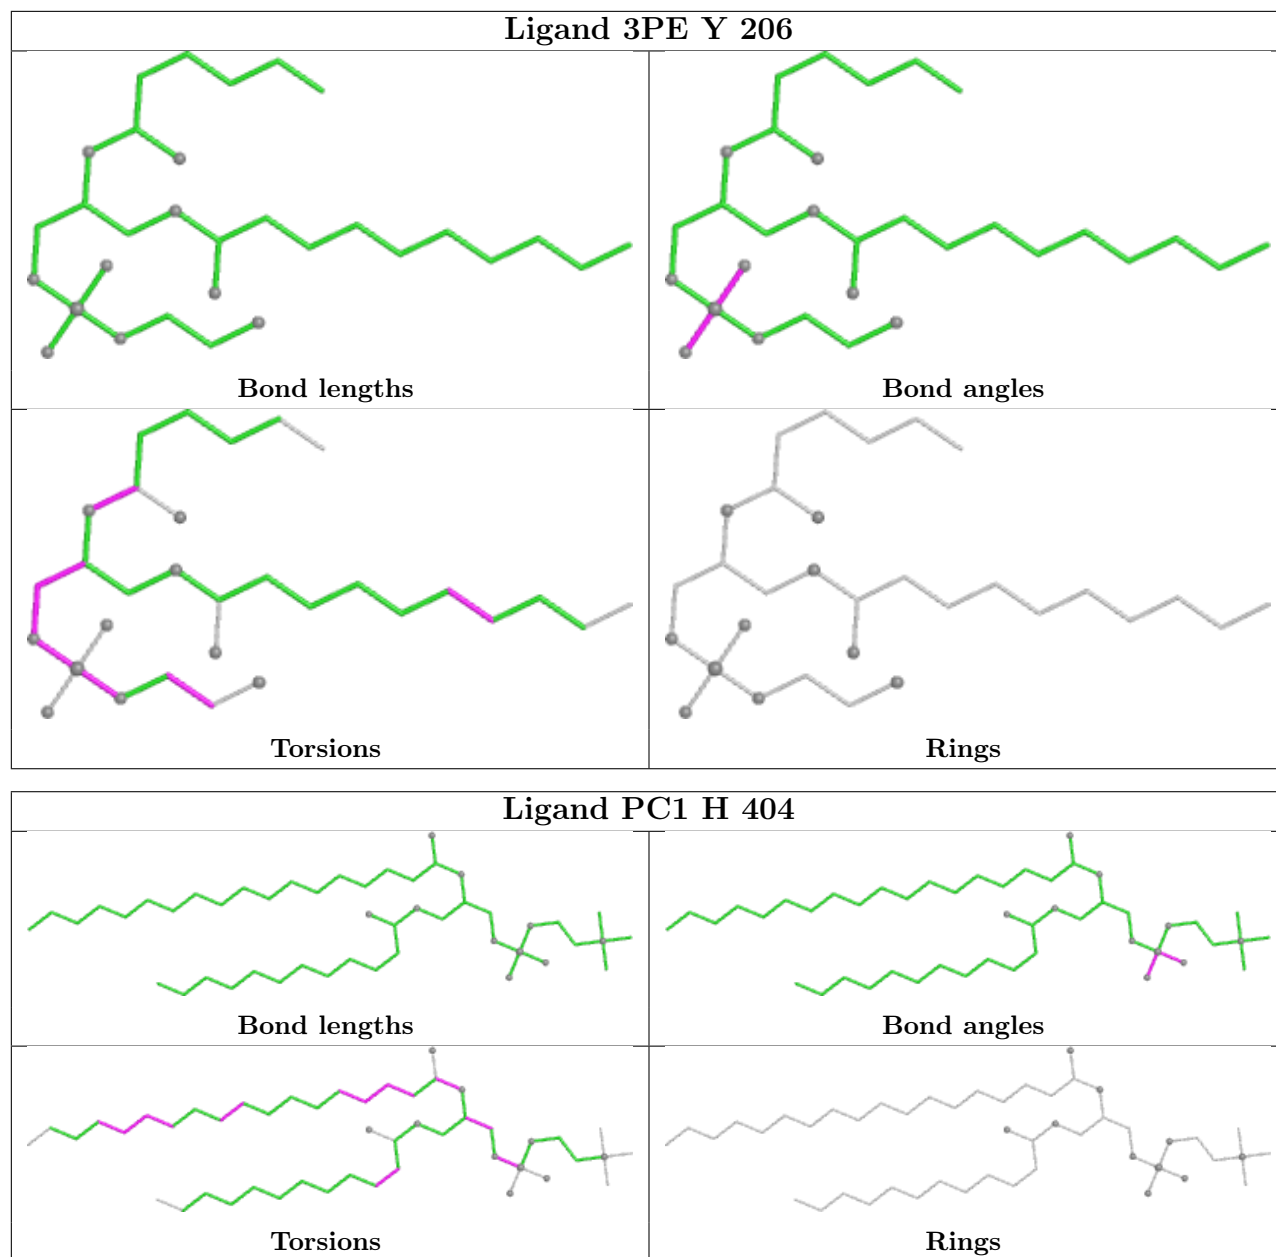 Ligand 3PE Y 206
Bond lengths
Bond angles
Torsions
Rings
Ligand PC1 H 404
Bond lengths
Bond angles
Torsions
Rings